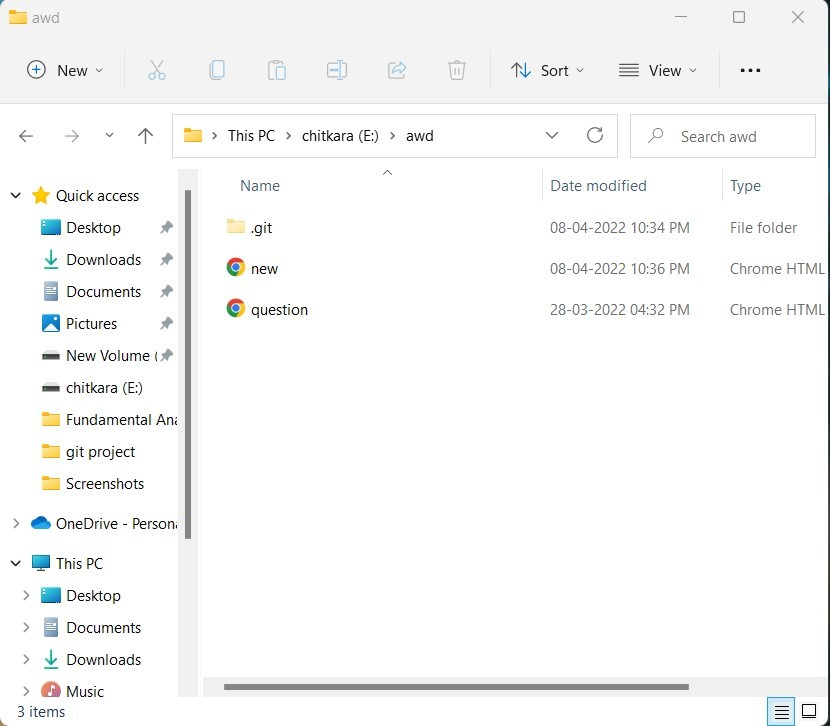 awd
New Sort View
This PC chitkara (E:) awd Search awd
Name Date modified Type
Quick access
Desktop
Downloads
Documents
Pictures
New Volume (
chitkara (E:)
Fundamental Ana
git project
Screenshots
OneDrive - Persona
This PC
Desktop
Documents
Downloads
Music
.git 08-04-2022 10:34 PM File folder
new 08-04-2022 10:36 PM Chrome HTML
question 28-03-2022 04:32 PM Chrome HTML
3 items